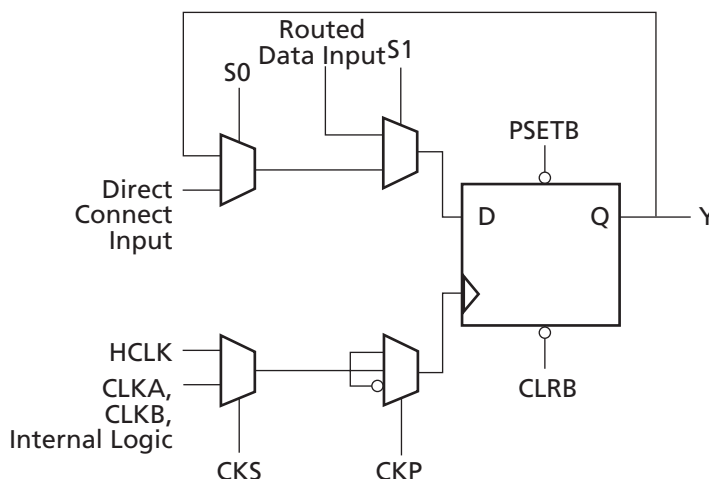 Routed
Data Input
S1
S0
PSETB
Direct
Connect
Input
D
Q
Y
HCLK
CLKA,
CLKB,
Internal Logic
CLRB
CKS
CKP